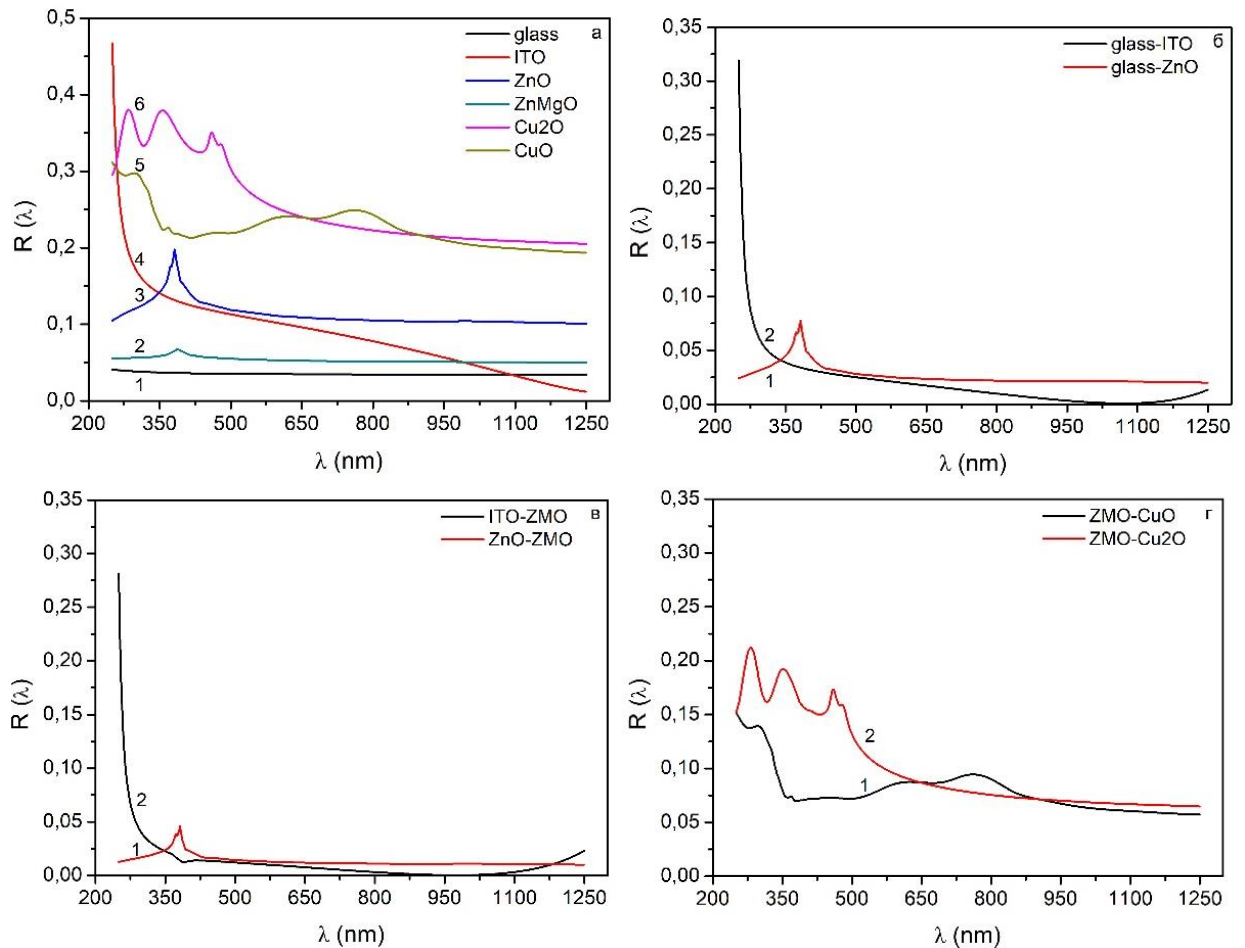 0,5
0,4
0,3
0,2
0,1
0,0
R (λ)
glass
ITO
ZnO
ZnMgO
Cu2O
CuO
а
6
5
4
3
2
1
200 350 500 650 800 950 1100 1250
λ (nm)
0,35
0,30
0,25
0,20
0,15
0,10
0,05
0,00
R (λ)
glass-ITO
glass-ZnO
б
2
1
200 350 500 650 800 950 1100 1250
λ (nm)
0,35
0,30
0,25
0,20
0,15
0,10
0,05
0,00
R (λ)
ITO-ZMO
ZnO-ZMO
в
2
1
200 350 500 650 800 950 1100 1250
λ (nm)
0,35
0,30
0,25
0,20
0,15
0,10
0,05
0,00
R (λ)
ZMO-CuO
ZMO-Cu2O
г
2
1
200 350 500 650 800 950 1100 1250
λ (nm)